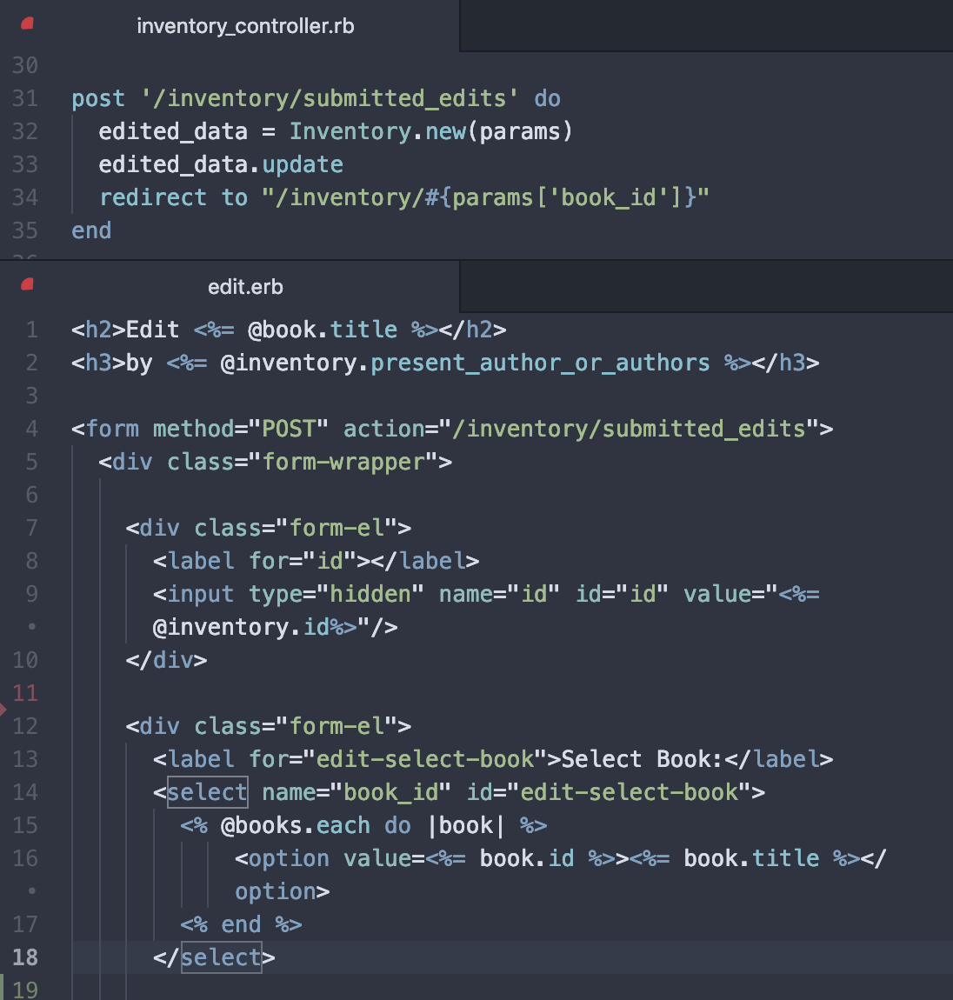 inventory_controller.rb
30
31 post '/inventory/submitted_edits' do
32   edited_data = Inventory.new(params)
33   edited_data.update
34   redirect to "/inventory/#{params['book_id']}"
35 end
edit.erb
1 <h2>Edit <%= @book.title %></h2>
2 <h3>by <%= @inventory.present_author_or_authors %></h3>
3
4 <form method="POST" action="/inventory/submitted_edits">
5   <div class="form-wrapper">
6
7     <div class="form-el">
8       <label for="id"></label>
9       <input type="hidden" name="id" id="id" value="<%=
•       @inventory.id%>"/>
10     </div>
11
12     <div class="form-el">
13       <label for="edit-select-book">Select Book:</label>
14       <select name="book_id" id="edit-select-book">
15         <% @books.each do |book| %>
16             <option value=<%= book.id %>><%= book.title %></
•             option>
17         <% end %>
18       </select>
19